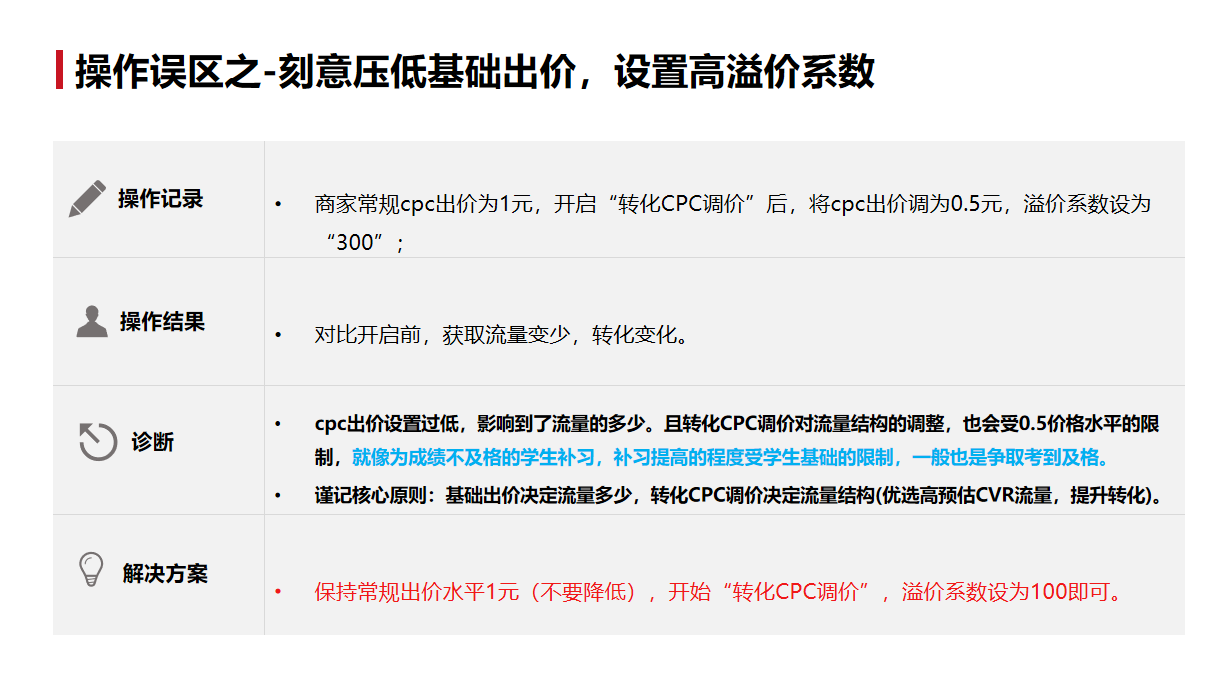 操作误区之-刻意压低基础出价，设置高溢价系数
操作记录
• 商家常规cpc出价为1元，开启“转化CPC调价”后，将cpc出价调为0.5元，溢价系数设为
“300”；
操作结果
• 对比开启前，获取流量变少，转化变化。
诊断
• cpc出价设置过低，影响到了流量的多少。且转化CPC调价对流量结构的调整，也会受0.5价格水平的限
制，就像为成绩不及格的学生补习，补习提高的程度受学生基础的限制，一般也是争取考到及格。
• 谨记核心原则：基础出价决定流量多少，转化CPC调价决定流量结构(优选高预估CVR流量，提升转化)。
解决方案
• 保持常规出价水平1元（不要降低），开始“转化CPC调价”，溢价系数设为100即可。